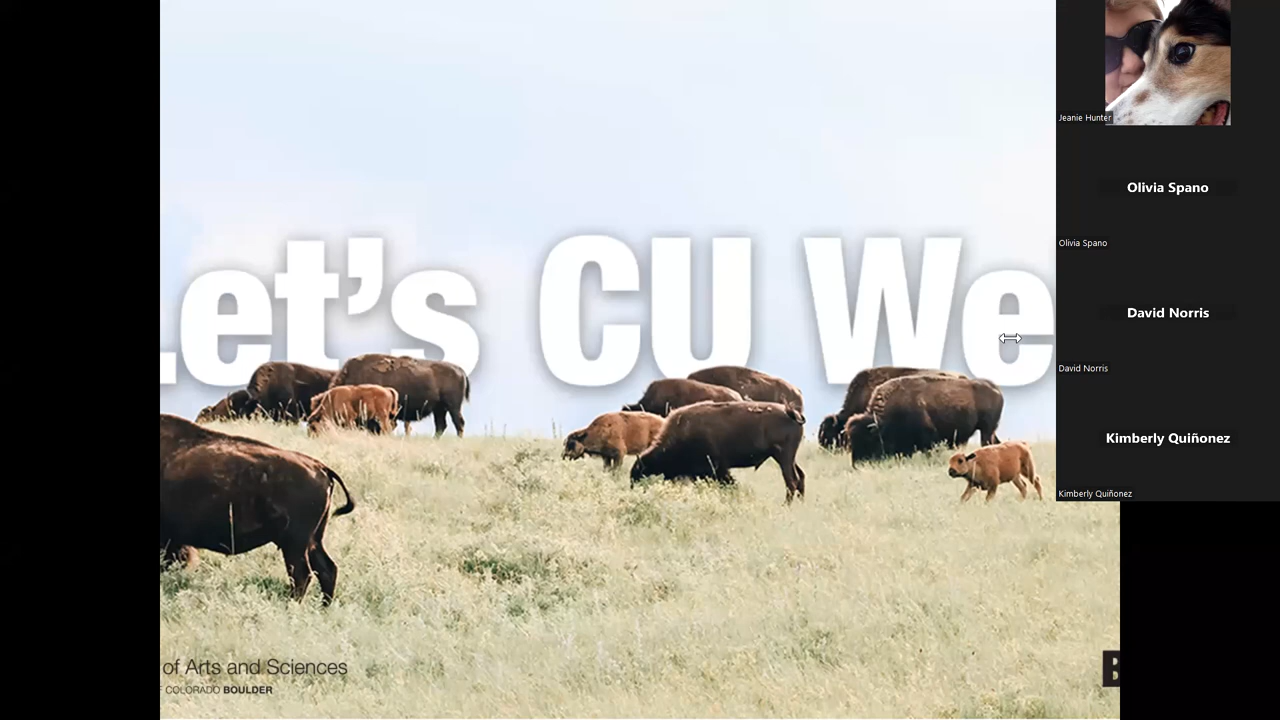 Let's CU We
of Arts and Sciences
F COLORADO BOULDER
B
Jeanie Hunter
Olivia Spano
Olivia Spano
David Norris
David Norris
Kimberly Quiñonez
Kimberly Quiñonez